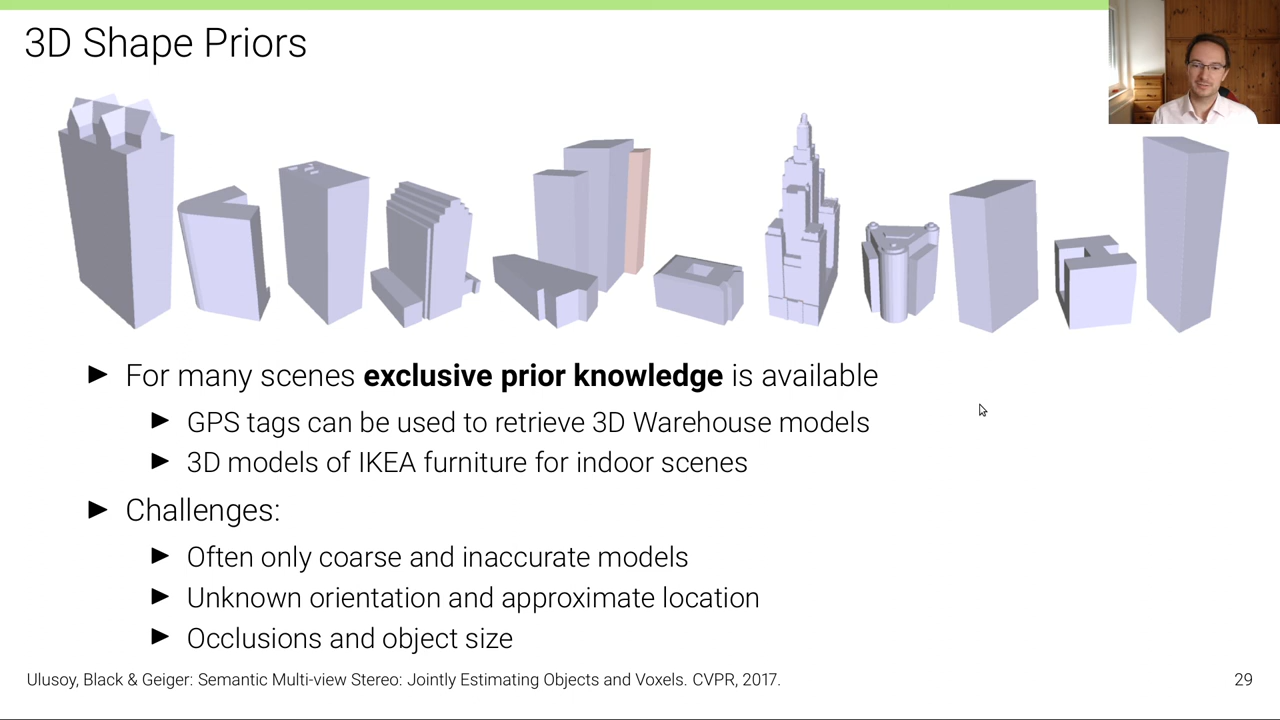 3D Shape Priors
For many scenes exclusive prior knowledge is available
GPS tags can be used to retrieve 3D Warehouse models
3D models of IKEA furniture for indoor scenes
Challenges:
Often only coarse and inaccurate models
Unknown orientation and approximate location
Occlusions and object size
Ulusoy, Black & Geiger: Semantic Multi-view Stereo: Jointly Estimating Objects and Voxels. CVPR, 2017.
29